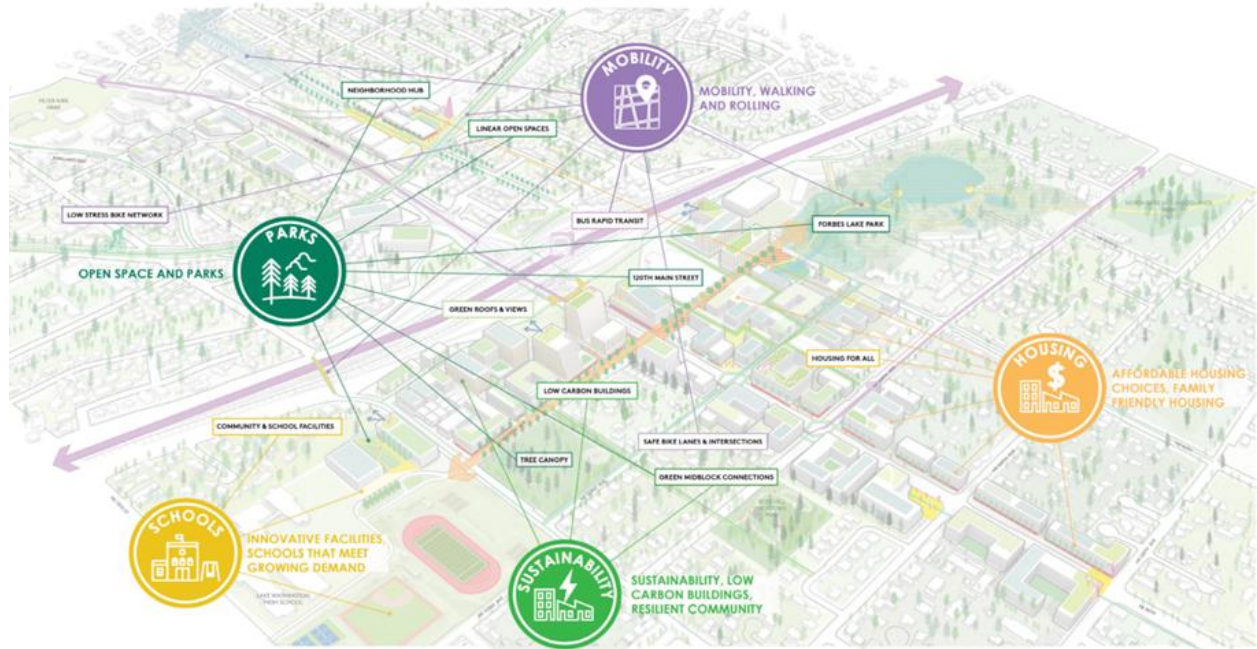 MOBILITY
MOBILITY, WALKING
AND ROLLING
NEIGHBORHOOD HUB
LINEAR OPEN SPACES
LOW STRESS BIKE NETWORK
BUS RAPID TRANSIT
FORBES LAKE PARK
PARKS
OPEN SPACE AND PARKS
120TH MAIN STREET
GREEN ROOFS & VIEWS
HOUSING FOR ALL
HOUSING
AFFORDABLE HOUSING
CHOICES, FAMILY
FRIENDLY HOUSING
LOW CARBON BUILDINGS
COMMUNITY & SCHOOL FACILITIES
SAFE BIKE LANES & INTERSECTIONS
TREE CANOPY
GREEN MIDBLOCK CONNECTIONS
SCHOOLS
INNOVATIVE FACILITIES,
SCHOOLS THAT MEET
GROWING DEMAND
LAKE WASHINGTON
HIGH SCHOOL
SUSTAINABILITY
SUSTAINABILITY, LOW
CARBON BUILDINGS,
RESILIENT COMMUNITY